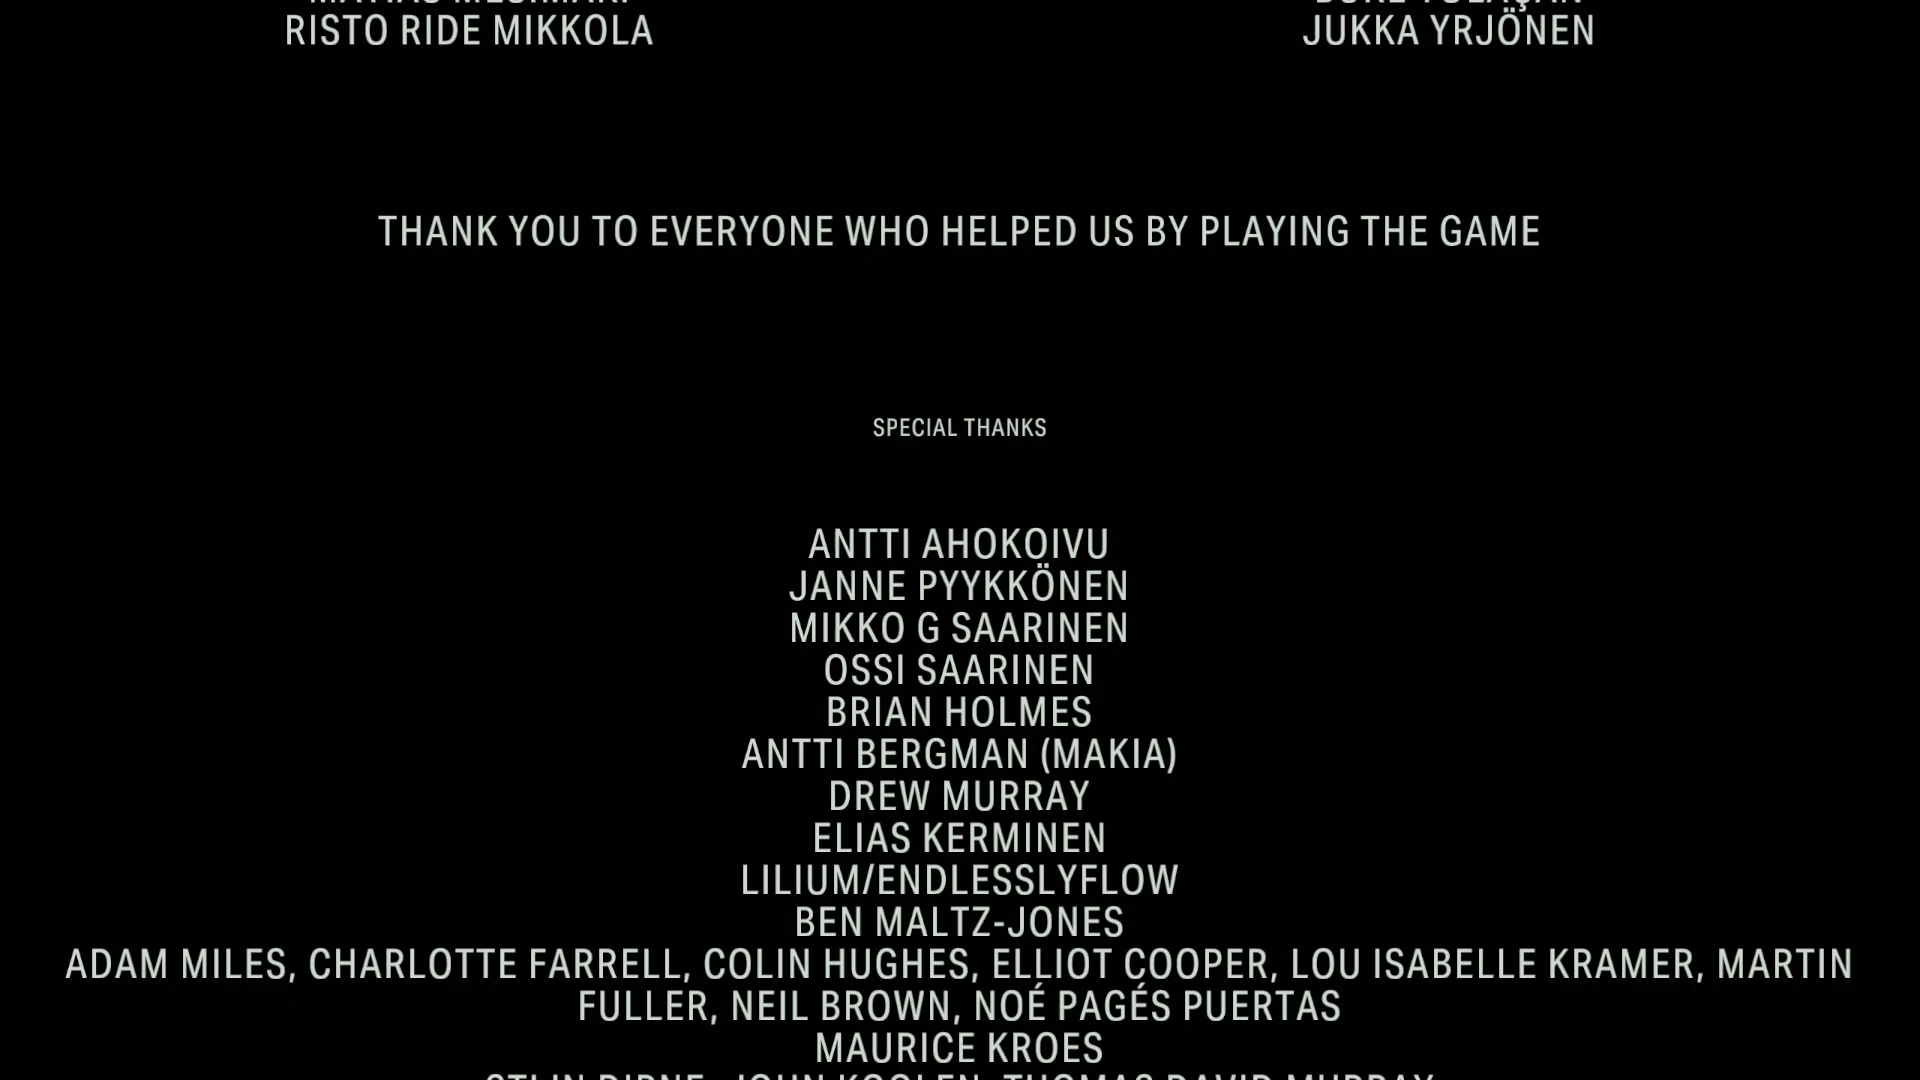 RISTO RIDE MIKKOLA
JUKKA YRJÖNEN
THANK YOU TO EVERYONE WHO HELPED US BY PLAYING THE GAME
SPECIAL THANKS
ANTTI AHOKOIVU
JANNE PYYKKÖNEN
MIKKO G SAARINEN
OSSI SAARINEN
BRIAN HOLMES
ANTTI BERGMAN (MAKIA)
DREW MURRAY
ELIAS KERMINEN
LILIUM/ENDLESSLYFLOW
BEN MALTZ-JONES
ADAM MILES, CHARLOTTE FARRELL, COLIN HUGHES, ELLIOT COOPER, LOU ISABELLE KRAMER, MARTIN
FULLER, NEIL BROWN, NOÉ PAGÉS PUERTAS
MAURICE KROES